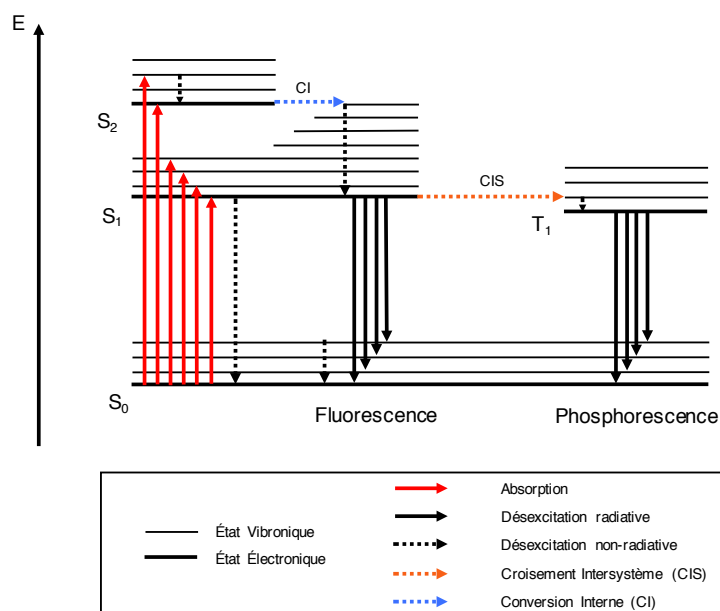 E
CI
S2
CIS
S1
T1
S0
Fluorescence
Phosphorescence
Absorption
État Vibronique
Désexcitation radiative
État Électronique
Désexcitation non-radiative
Croisement Intersystème (CIS)
Conversion Interne (CI)